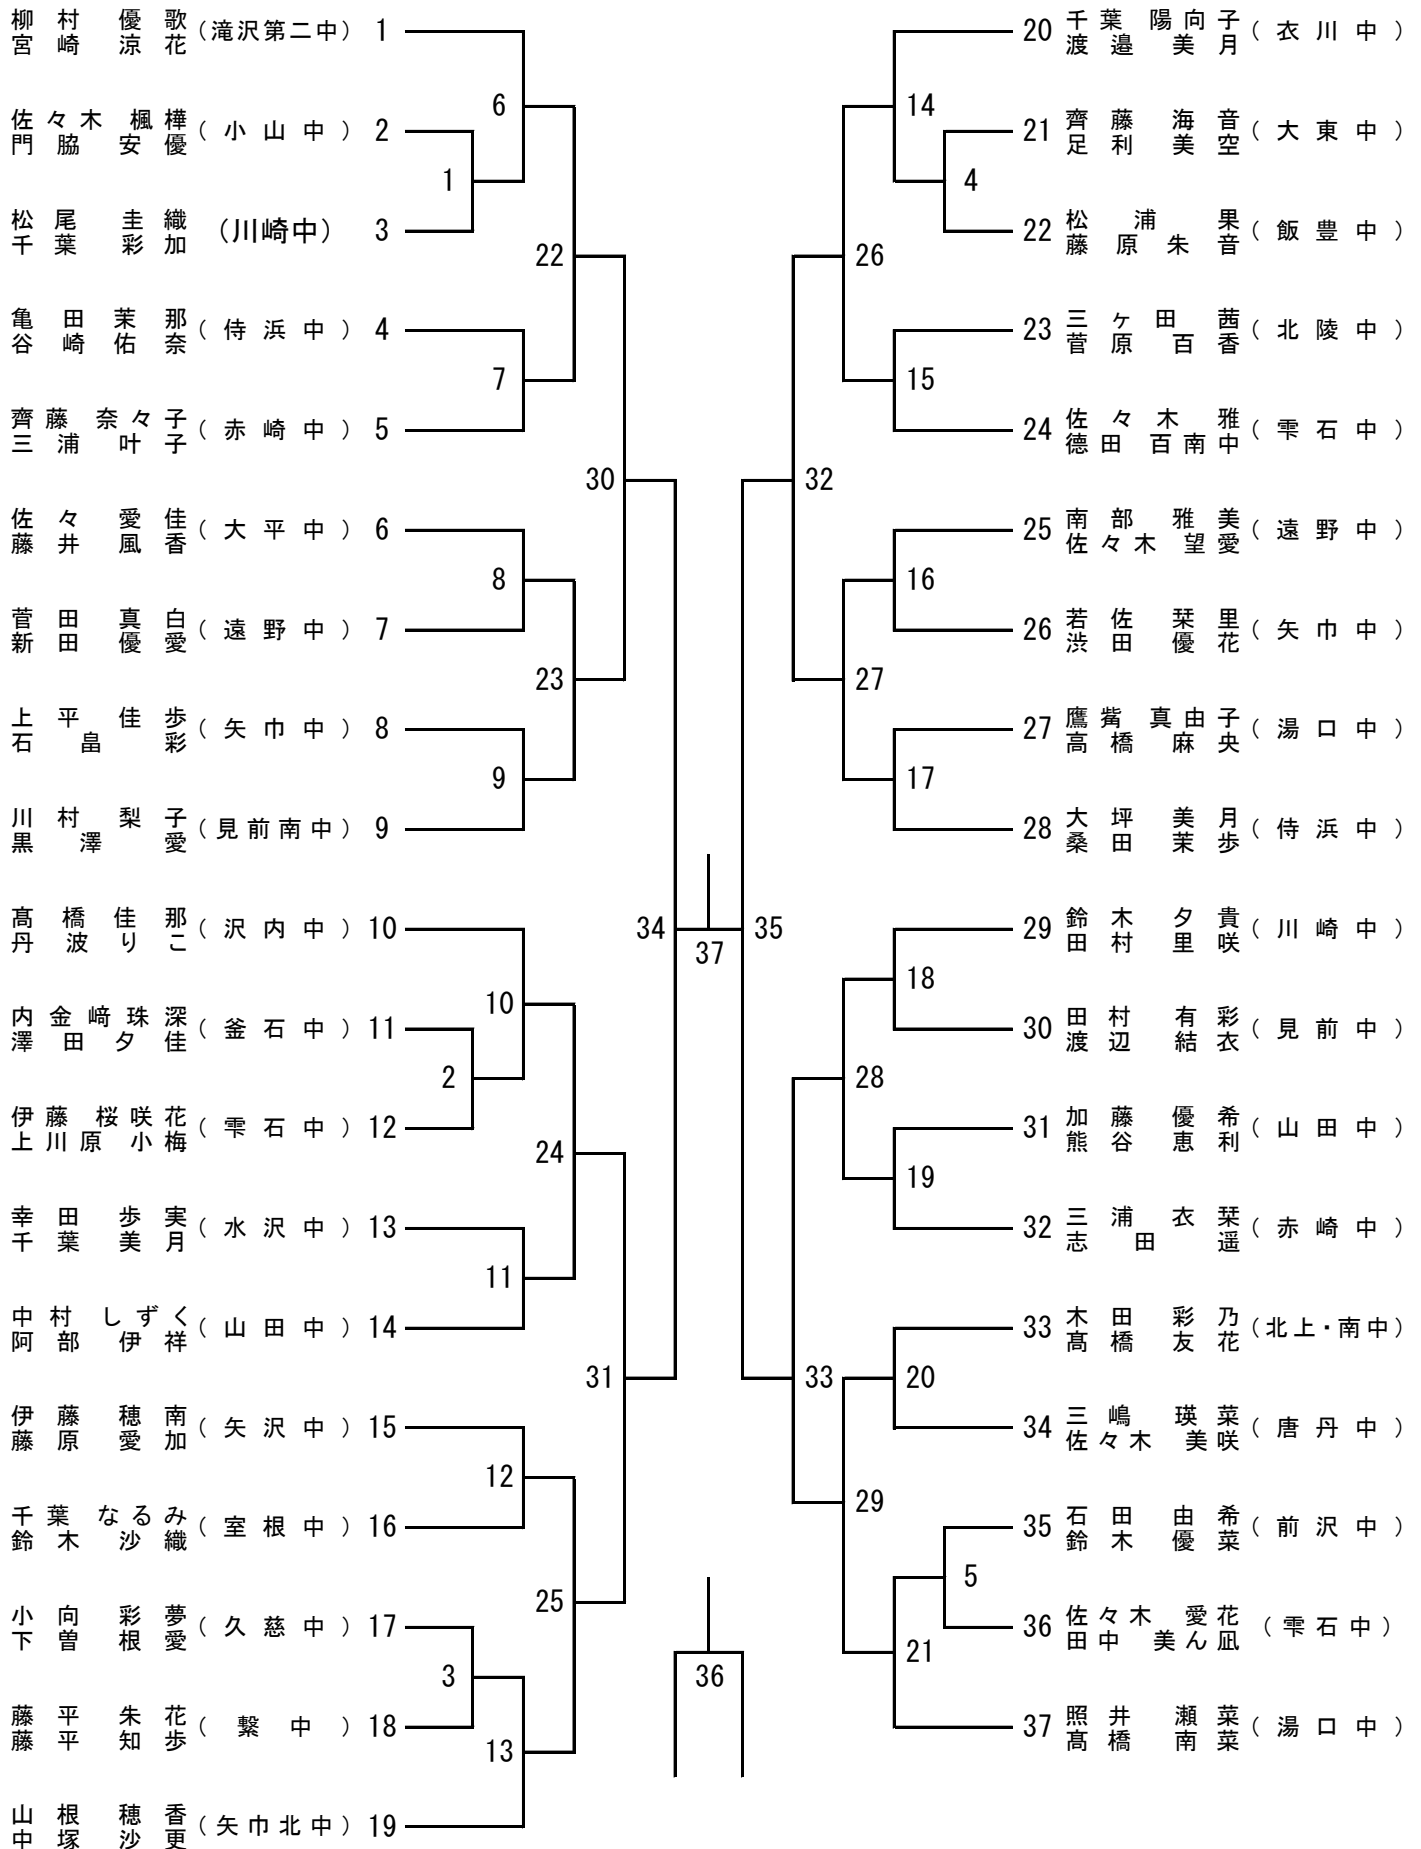 柳村優歌
宮崎涼花
(滝沢第二中) 1
佐々木楓樺
門脇安優
(小山中) 2
松尾圭織
千葉彩加
(川崎中) 3
亀田茉那
谷崎佑奈
(侍浜中) 4
齊藤奈々子
三浦叶子
(赤崎中) 5
佐々愛佳
藤井風香
(大平中) 6
菅田真白
新田優愛
(遠野中) 7
上平佳歩
石畠彩
(矢巾中) 8
川村梨子
黒澤愛
(見前南中) 9
髙橋佳那
丹波りこ
(沢内中) 10
内金﨑珠深
澤田夕佳
(釜石中) 11
伊藤桜咲花
上川原小梅
(雫石中) 12
幸田歩実
千葉美月
(水沢中) 13
中村しずく
阿部伊祥
(山田中) 14
伊藤穂南
藤原愛加
(矢沢中) 15
千葉なるみ
鈴木沙織
(室根中) 16
小向彩夢
下曽根愛
(久慈中) 17
藤平朱花
藤平知歩
(繋中) 18
山根穂香
中塚沙更
(矢巾北中) 19
1
2
3
6
7
8
9
10
11
12
13
22
23
24
25
30
31
34
37
36
35
32
33
26
27
28
29
14
15
16
17
18
19
20
21
4
5
20 千葉陽向子
渡邉美月
(衣川中)
21 齊藤海音
足利美空
(大東中)
22 松浦果
藤原朱音
(飯豊中)
23 三ヶ田茜
菅原百香
(北陵中)
24 佐々木雅
德田百南中
(雫石中)
25 南部雅美
佐々木望愛
(遠野中)
26 若佐栞里
渋田優花
(矢巾中)
27 鷹觜真由子
高橋麻央
(湯口中)
28 大坪美月
桑田茉歩
(侍浜中)
29 鈴木夕貴
田村里咲
(川崎中)
30 田村有彩
渡辺結衣
(見前中)
31 加藤優希
熊谷恵利
(山田中)
32 三浦衣栞
志田遥
(赤崎中)
33 木田彩乃
髙橋友花
(北上・南中)
34 三嶋瑛菜
佐々木美咲
(唐丹中)
35 石田由希
鈴木優菜
(前沢中)
36 佐々木愛花
田中美ん凪
(雫石中)
37 照井瀬菜
髙橋南菜
(湯口中)